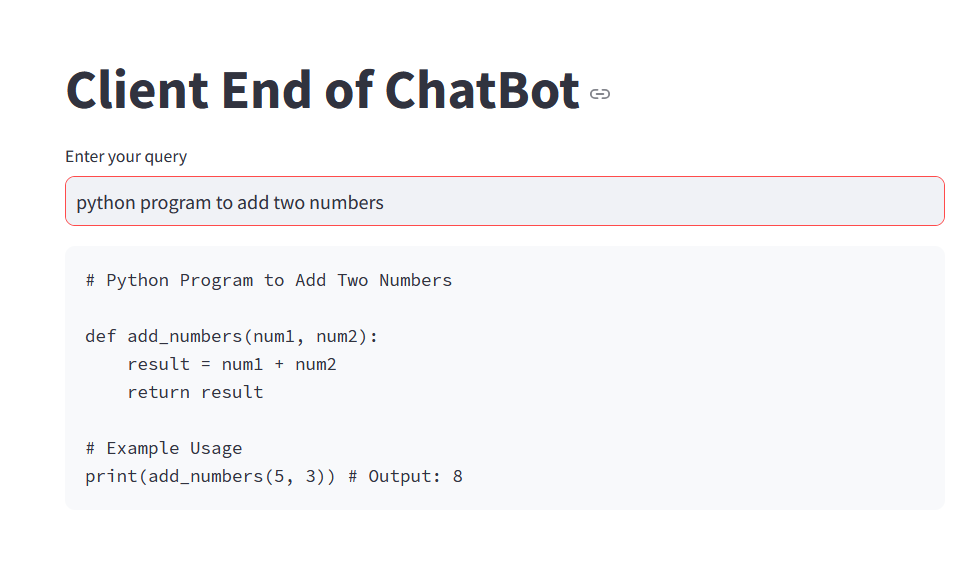 Client End of ChatBot
Enter your query
python program to add two numbers
# Python Program to Add Two Numbers
def add_numbers(num1, num2):
    result = num1 + num2
    return result
# Example Usage
print(add_numbers(5, 3)) # Output: 8